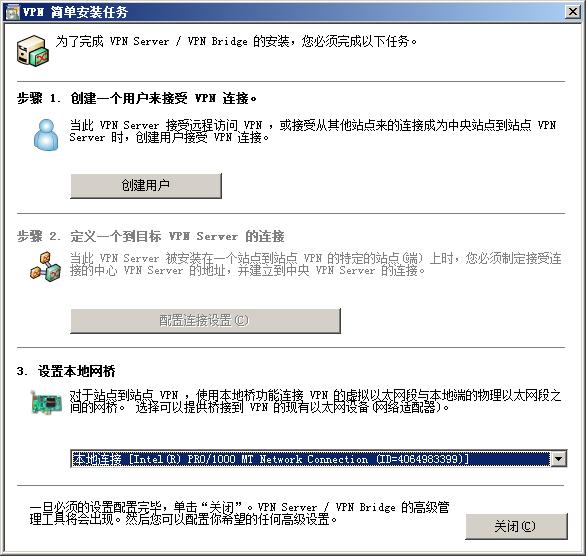 VPN 简单安装任务
为了完成 VPN Server / VPN Bridge 的安装，您必须完成以下任务。
步骤 1. 创建一个用户来接受 VPN 连接。
当此 VPN Server 接受远程访问 VPN ，或接受从其他站点来的连接成为中央站点到站点 VPN
Server 时，创建用户接受 VPN 连接。
创建用户
步骤 2. 定义一个到目标 VPN Server 的连接
当此 VPN Server 被安装在一个站点到站点 VPN 的特定的站点(端) 上时，您必须制定接受连
接的中心 VPN Server 的地址，并建立到中央 VPN Server 的连接。
配置连接设置(C)
3. 设置本地网桥
对于站点到站点 VPN ，使用本地桥功能连接 VPN 的虚拟以太网段与本地端的物理以太网段之
间的网桥。 选择可以提供桥接到 VPN 的现有以太网设备(网络适配器)。
本地连接 [Intel(R) PRO/1000 MT Network Connection (ID=4064983399)]
一旦必须的设置配置完毕，单击“关闭”。VPN Server / VPN Bridge 的高级管
理工具将会出现。然后您可以配置你希望的任何高级设置。
关闭(C)